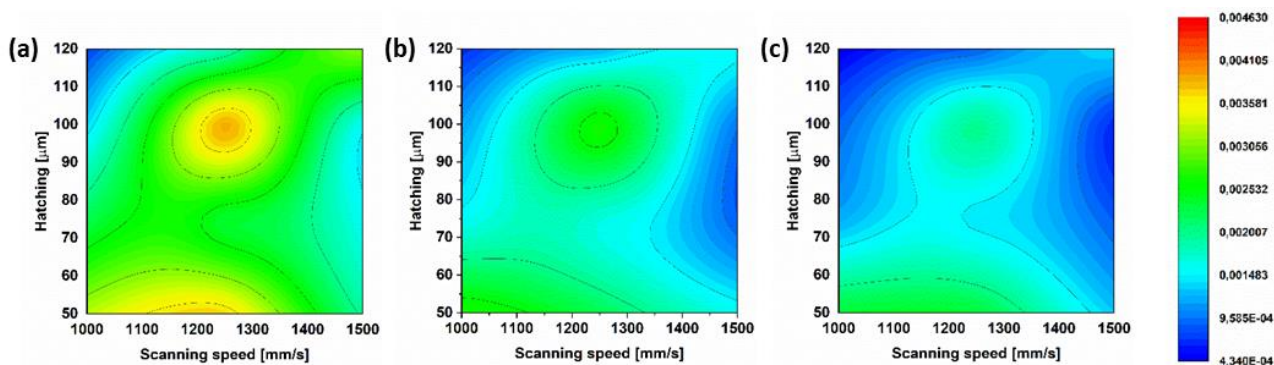 (a)
120
110
100
90
80
70
60
50
Hatching [μm]
1000 1100 1200 1300 1400 1500
Scanning speed [mm/s]
(b)
120
110
100
90
80
70
60
50
Hatching [μm]
1000 1100 1200 1300 1400 1500
Scanning speed [mm/s]
(c)
120
110
100
90
80
70
60
50
Hatching [μm]
1000 1100 1200 1300 1400 1500
Scanning speed [mm/s]
0,004630
0,004105
0,003581
0,003056
0,002532
0,002007
0,001483
9,585E-04
4,340E-04